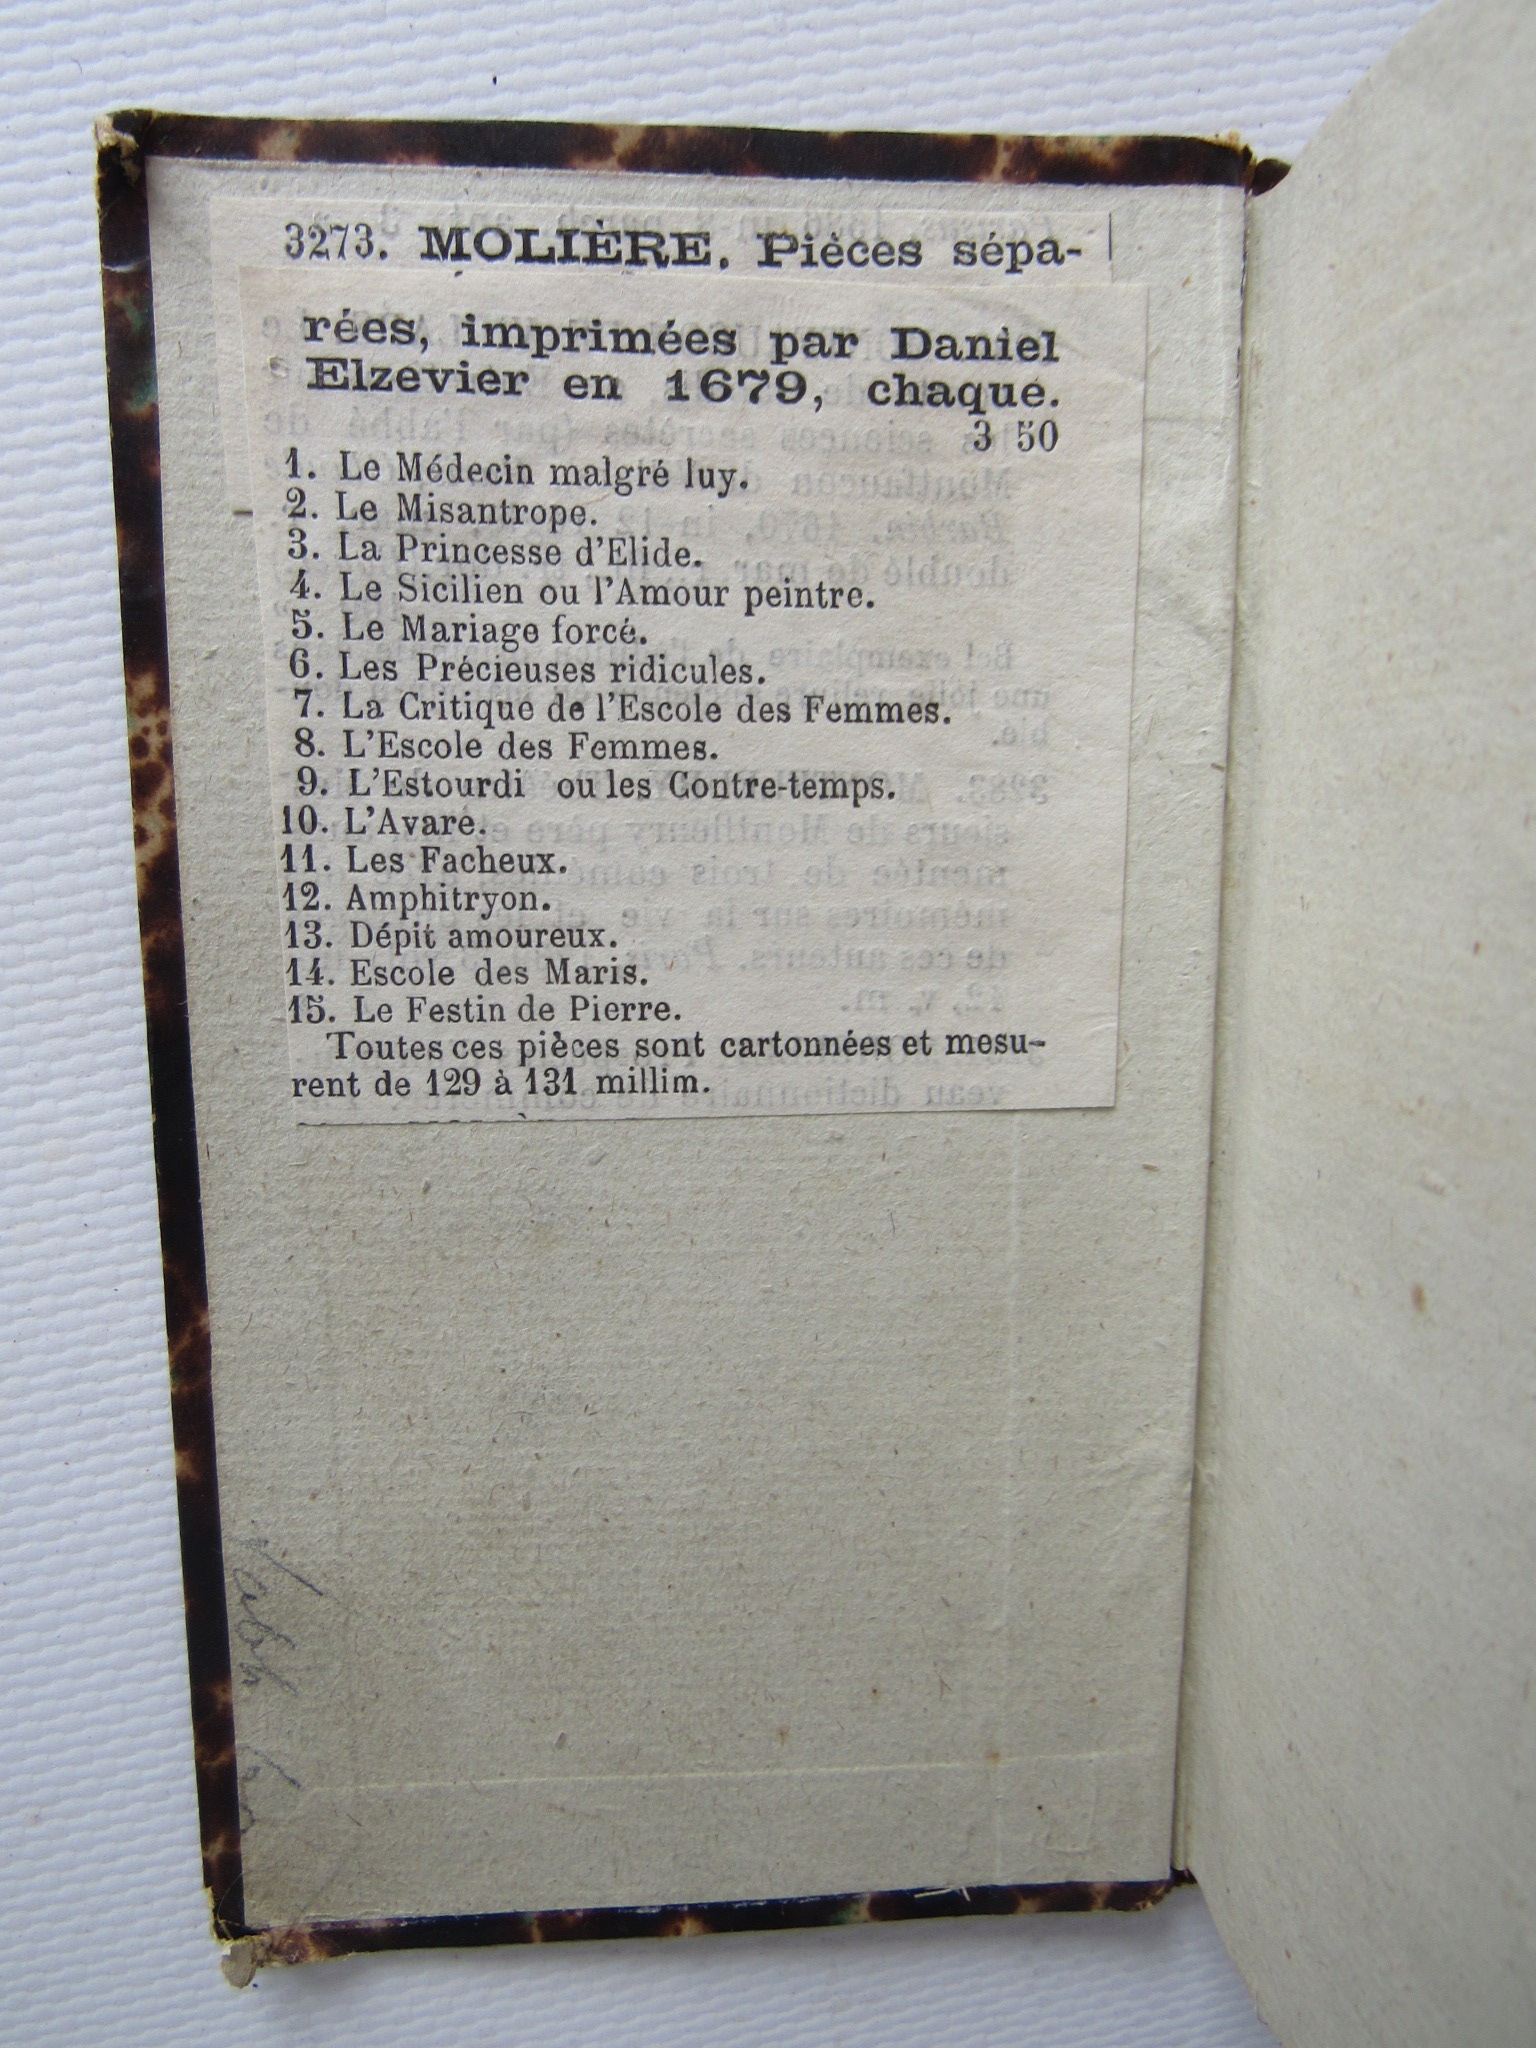 3273. MOLIÈRE. Pièces sépa-
rées, imprimées par Daniel
Elzevier en 1679, chaque.
3 50
1. Le Médecin malgré luy.
2. Le Misantrope.
3. La Princesse d'Elide.
4. Le Sicilien ou l'Amour peintre.
5. Le Mariage forcé.
6. Les Précieuses ridicules.
7. La Critique de l'Escole des Femmes.
8. L'Escole des Femmes.
9. L'Estourdi ou les Contre-temps.
10. L'Avare.
11. Les Facheux.
12. Amphitryon.
13. Dépit amoureux.
14. Escole des Maris.
15. Le Festin de Pierre.
Toutes ces pièces sont cartonnées et mesu-
rent de 129 à 131 millim.